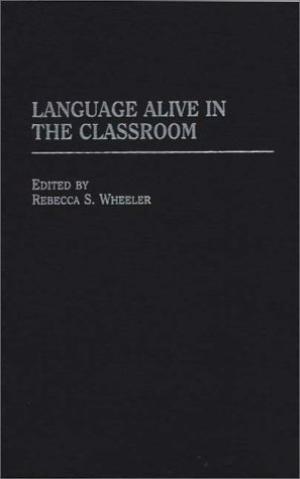 LANGUAGE ALIVE IN
THE CLASSROOM
EDITED BY
REBECCA S. WHEELER